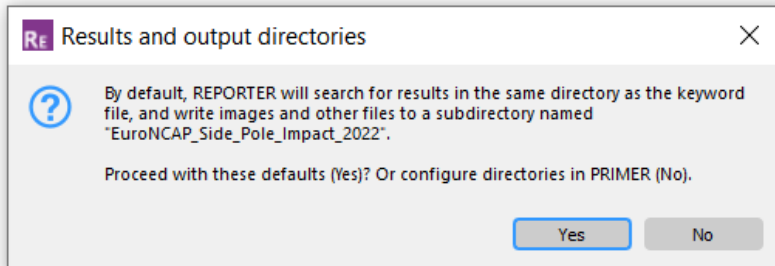 RE Results and output directories
By default, REPORTER will search for results in the same directory as the keyword
file, and write images and other files to a subdirectory named
"EuroNCAP_Side_Pole_Impact_2022".
Proceed with these defaults (Yes)? Or configure directories in PRIMER (No).
Yes No